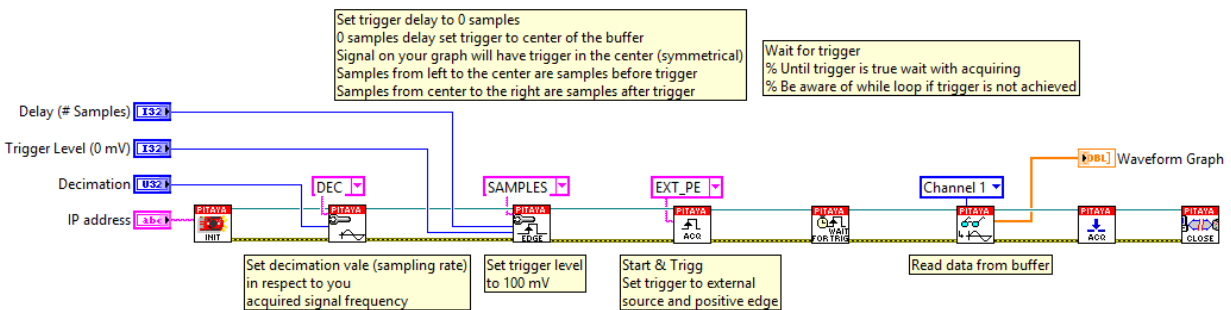 Set trigger delay to 0 samples
0 samples delay set trigger to center of the buffer
Signal on your graph will have trigger in the center (symmetrical)
Samples from left to the center are samples before trigger
Samples from center to the right are samples after trigger
Wait for trigger
% Until trigger is true wait with acquiring
% Be aware of while loop if trigger is not achieved
Delay (# Samples)
I32
Trigger Level (0 mV)
I32
Decimation
U32
IP address
abc
DEC
SAMPLES
EXT_PE
Channel 1
DBL
Waveform Graph
PITAYA
INIT
PITAYA
PITAYA
EDGE
PITAYA
ACQ
PITAYA
WAIT
FOR TRIG
PITAYA
PITAYA
ACQ
PITAYA
CLOSE
Set decimation vale (sampling rate)
in respect to you
acquired signal frequency
Set trigger level
to 100 mV
Start & Trigg
Set trigger to external
source and positive edge
Read data from buffer